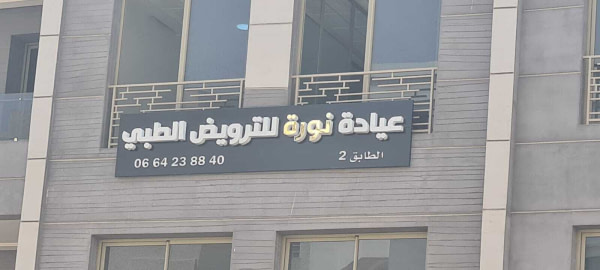 عيادة نورة للترويض الطبي
الطابق 2
06 64 23 88 40